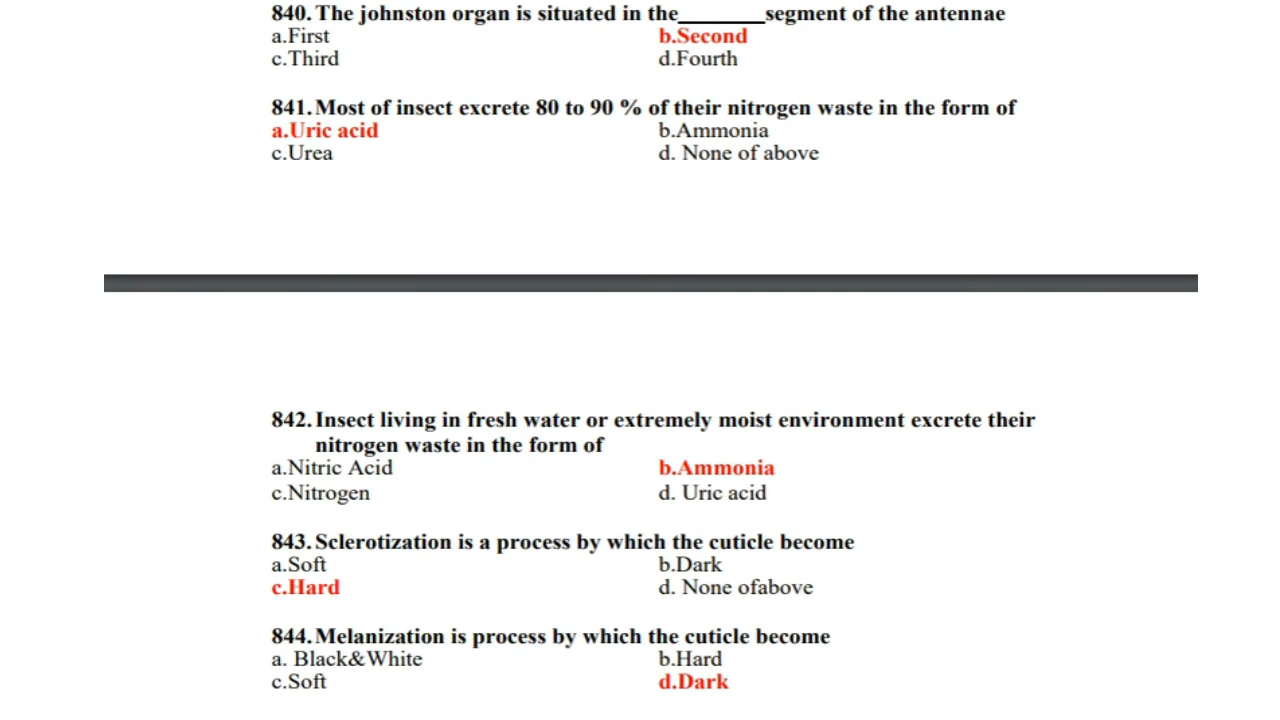 840. The johnston organ is situated in the________segment of the antennae
a.First b.Second
c.Third d.Fourth
841. Most of insect excrete 80 to 90 % of their nitrogen waste in the form of
a.Uric acid b.Ammonia
c.Urea d. None of above
842. Insect living in fresh water or extremely moist environment excrete their
nitrogen waste in the form of
a.Nitric Acid b.Ammonia
c.Nitrogen d. Uric acid
843. Sclerotization is a process by which the cuticle become
a.Soft b.Dark
c.Hard d. None ofabove
844. Melanization is process by which the cuticle become
a. Black&White b.Hard
c.Soft d.Dark